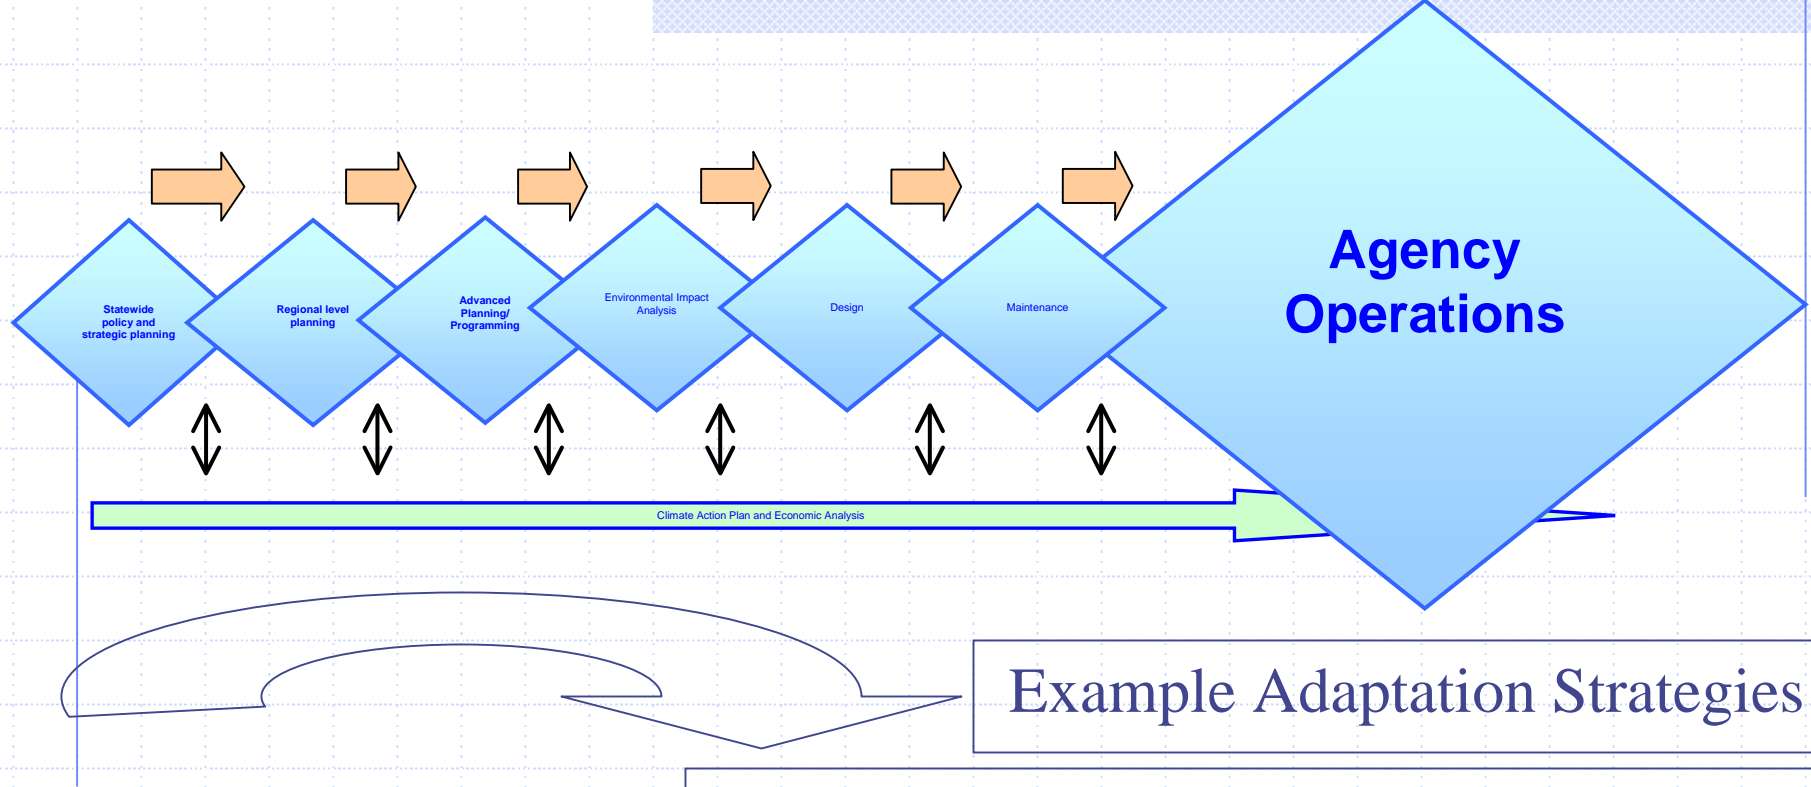 Statewide
policy and
strategic planning
Regional level
planning
Advanced
Planning/
Programming
Environmental Impact
Analysis
Design
Maintenance
Agency
Operations
Climate Action Plan and Economic Analysis
Example Adaptation Strategies